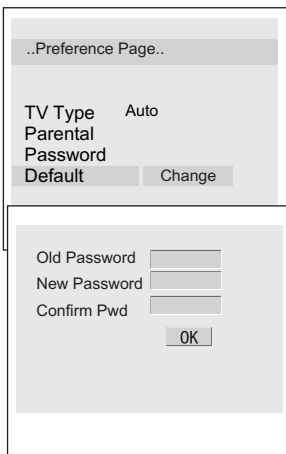 ..Preference Page..
TV Type Auto
Parental
Password
Default Change
Old Password
New Password
Confirm Pwd
OK